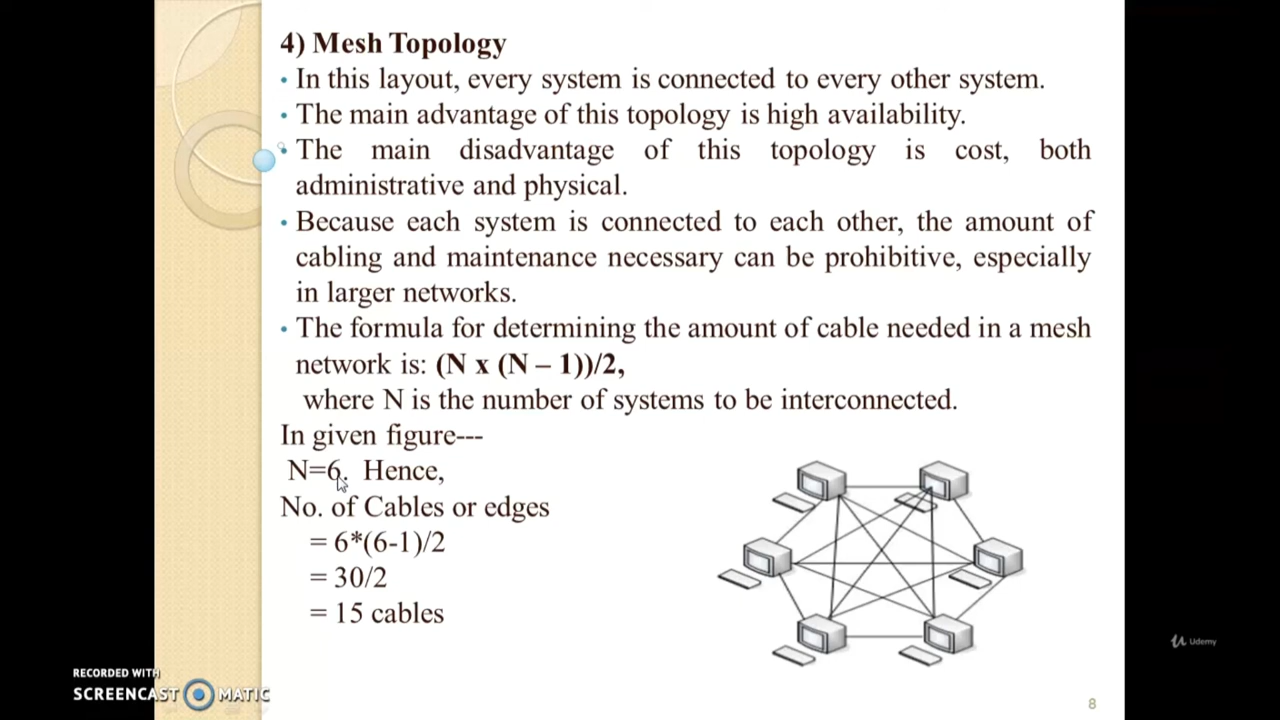 4) Mesh Topology
• In this layout, every system is connected to every other system.
• The main advantage of this topology is high availability.
• The main disadvantage of this topology is cost, both
administrative and physical.
• Because each system is connected to each other, the amount of
cabling and maintenance necessary can be prohibitive, especially
in larger networks.
• The formula for determining the amount of cable needed in a mesh
network is: (N x (N – 1))/2,
where N is the number of systems to be interconnected.
In given figure---
N=6. Hence,
No. of Cables or edges
= 6*(6-1)/2
= 30/2
= 15 cables
Udemy
RECORDED WITH
SCREENCAST MATIC
8